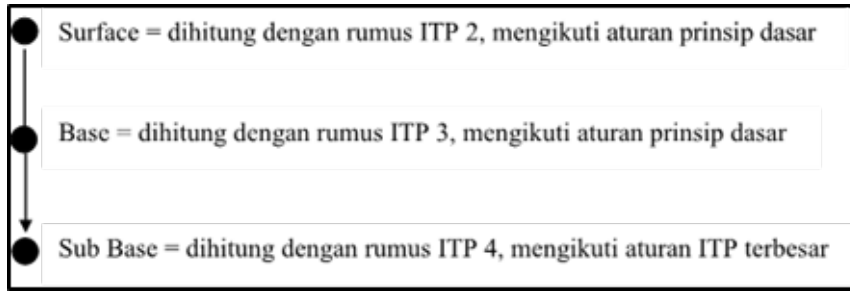 Surface = dihitung dengan rumus ITP 2, mengikuti aturan prinsip dasar
Base = dihitung dengan rumus ITP 3, mengikuti aturan prinsip dasar
Sub Base = dihitung dengan rumus ITP 4, mengikuti aturan ITP terbesar